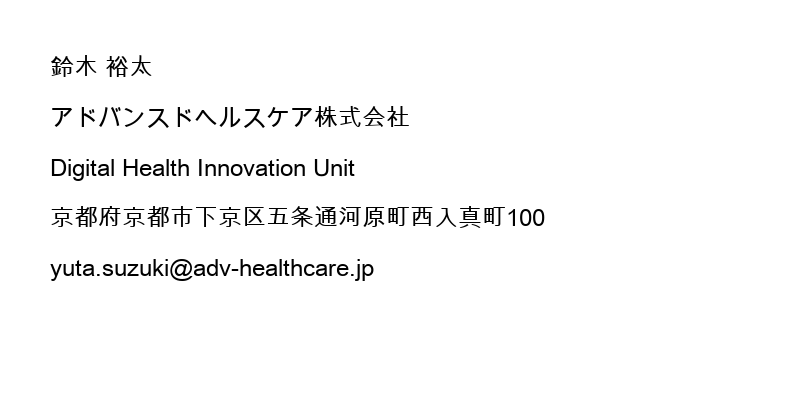 鈴木 裕太
アドバンスドヘルスケア株式会社
Digital Health Innovation Unit
京都府京都市下京区五条通河原町西入真町100
yuta.suzuki@adv-healthcare.jp